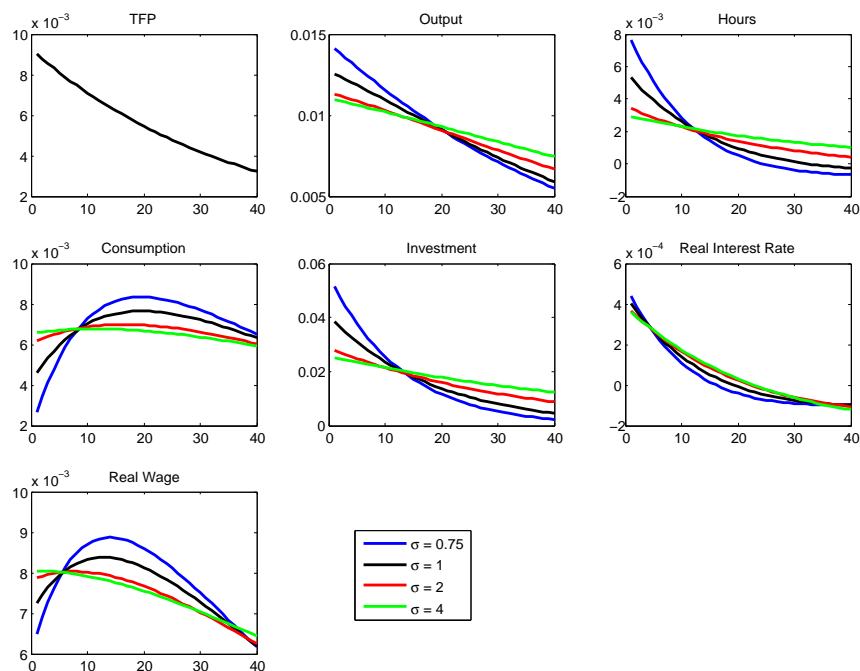 TFP
x 10⁻³
10
8
6
4
2
0 10 20 30 40
Output
0.015
0.01
0.005
0 10 20 30 40
Hours
x 10⁻³
8
6
4
2
0
−2
0 10 20 30 40
Consumption
x 10⁻³
10
8
6
4
2
0 10 20 30 40
Investment
0.06
0.04
0.02
0
0 10 20 30 40
Real Interest Rate
x 10⁻⁴
6
4
2
0
−2
0 10 20 30 40
Real Wage
x 10⁻³
10
9
8
7
6
0 10 20 30 40
σ = 0.75
σ = 1
σ = 2
σ = 4